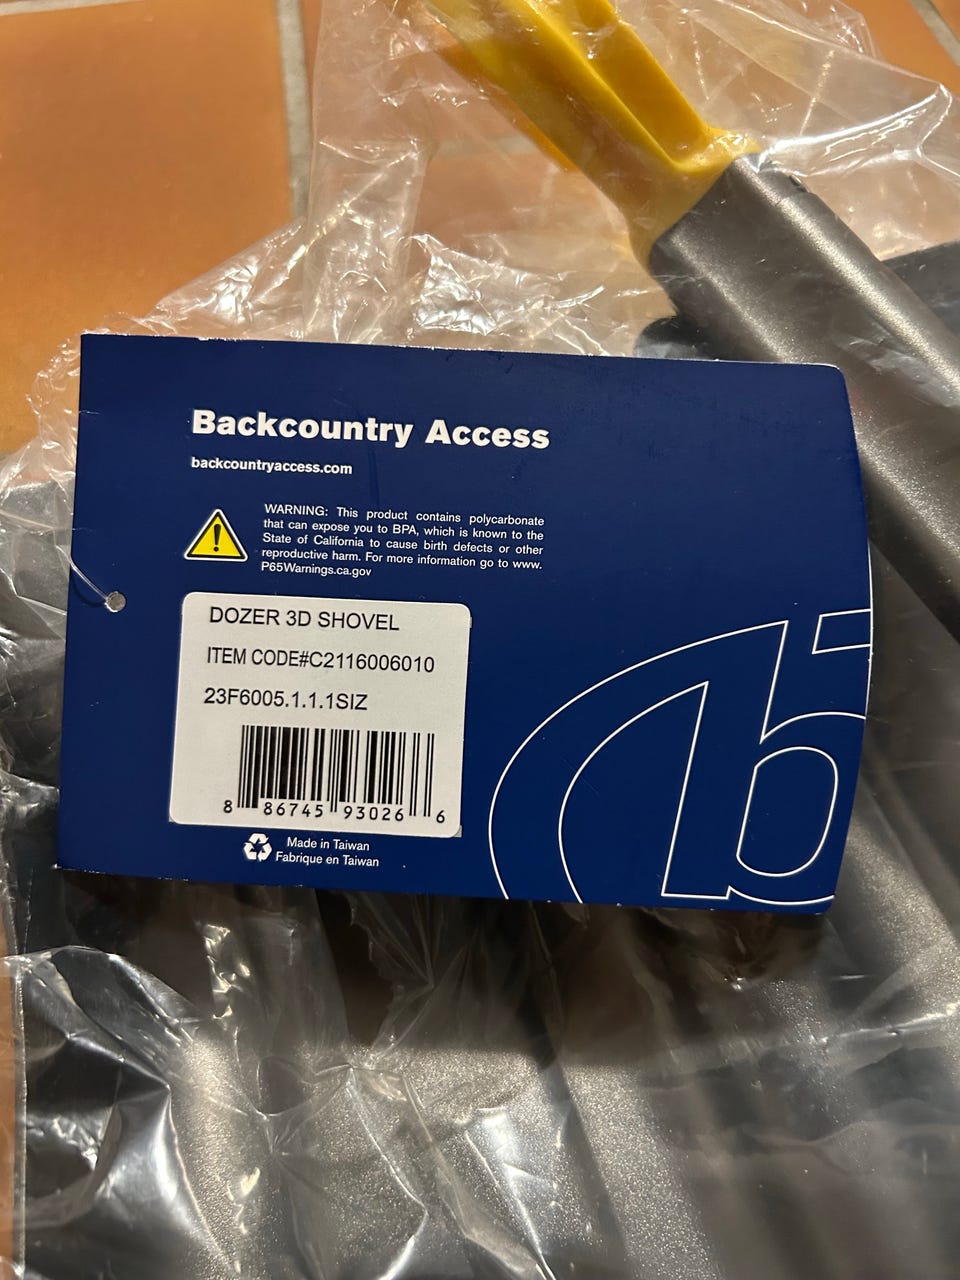 Backcountry Access
backcountryaccess.com
WARNING: This product contains polycarbonate
that can expose you to BPA, which is known to the
State of California to cause birth defects or other
reproductive harm. For more information go to www.
P65Warnings.ca.gov
DOZER 3D SHOVEL
ITEM CODE#C2116006010
23F6005.1.1.1SIZ
8 86745 93026 6
Made in Taiwan
Fabrique en Taiwan
b